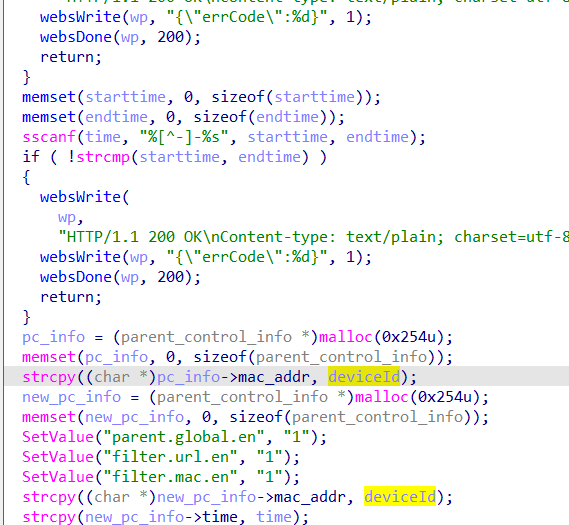 "HTTP/1.1 200 OK\nContent-type: text/plain; charset=utf-8
websWrite(wp, "{\"errCode\":%d}", 1);
websDone(wp, 200);
return;
}
memset(starttime, 0, sizeof(starttime));
memset(endtime, 0, sizeof(endtime));
sscanf(time, "%[^-]-%s", starttime, endtime);
if ( !strcmp(starttime, endtime) )
{
websWrite(
wp,
"HTTP/1.1 200 OK\nContent-type: text/plain; charset=utf-8
websWrite(wp, "{\"errCode\":%d}", 1);
websDone(wp, 200);
return;
}
pc_info = (parent_control_info *)malloc(0x254u);
memset(pc_info, 0, sizeof(parent_control_info));
strcpy((char *)pc_info->mac_addr, deviceId);
new_pc_info = (parent_control_info *)malloc(0x254u);
memset(new_pc_info, 0, sizeof(parent_control_info));
SetValue("parent.global.en", "1");
SetValue("filter.url.en", "1");
SetValue("filter.mac.en", "1");
strcpy((char *)new_pc_info->mac_addr, deviceId);
strcpy(new_pc_info->time, time);